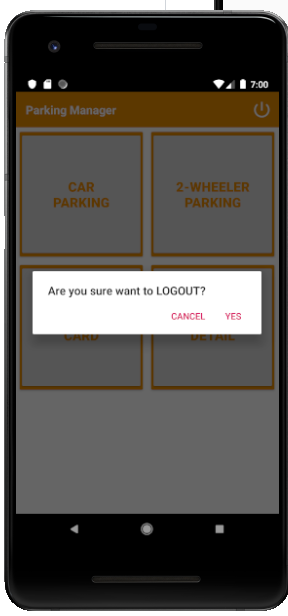 7:00
Parking Manager
CAR
PARKING
2-WHEELER
PARKING
Are you sure want to LOGOUT?
CANCEL
YES
CARD
DETAIL